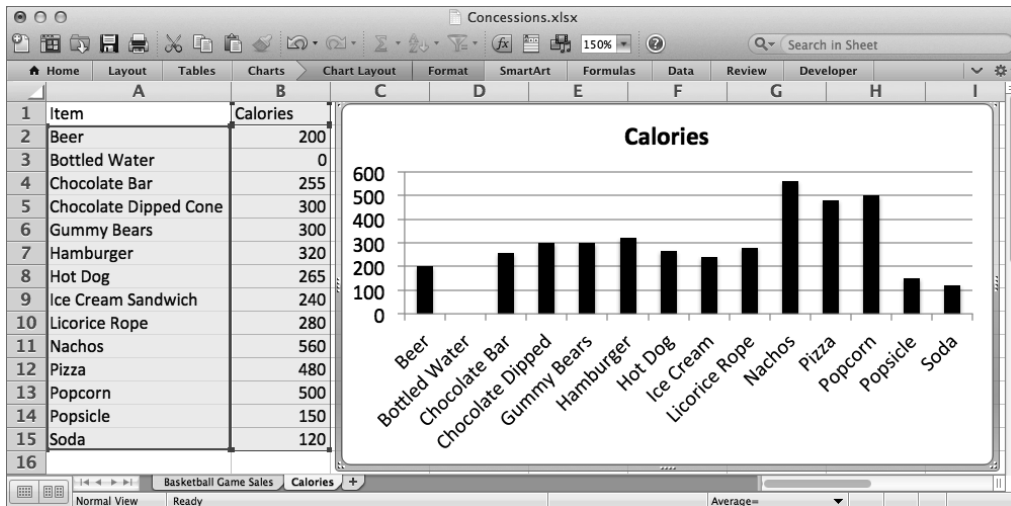 Concessions.xlsx
fx 150% ? Search in Sheet
Home Layout Tables Charts Chart Layout Format SmartArt Formulas Data Review Developer
A B C D E F G H I
1 Item Calories
2 Beer 200
3 Bottled Water 0
4 Chocolate Bar 255
5 Chocolate Dipped Cone 300
6 Gummy Bears 300
7 Hamburger 320
8 Hot Dog 265
9 Ice Cream Sandwich 240
10 Licorice Rope 280
11 Nachos 560
12 Pizza 480
13 Popcorn 500
14 Popsicle 150
15 Soda 120
16
Calories
600
500
400
300
200
100
0
Beer
Bottled Water
Chocolate Bar
Chocolate Dipped
Gummy Bears
Hamburger
Hot Dog
Ice Cream
Licorice Rope
Nachos
Pizza
Popcorn
Popsicle
Soda
Basketball Game Sales Calories +
Normal View Ready Average=